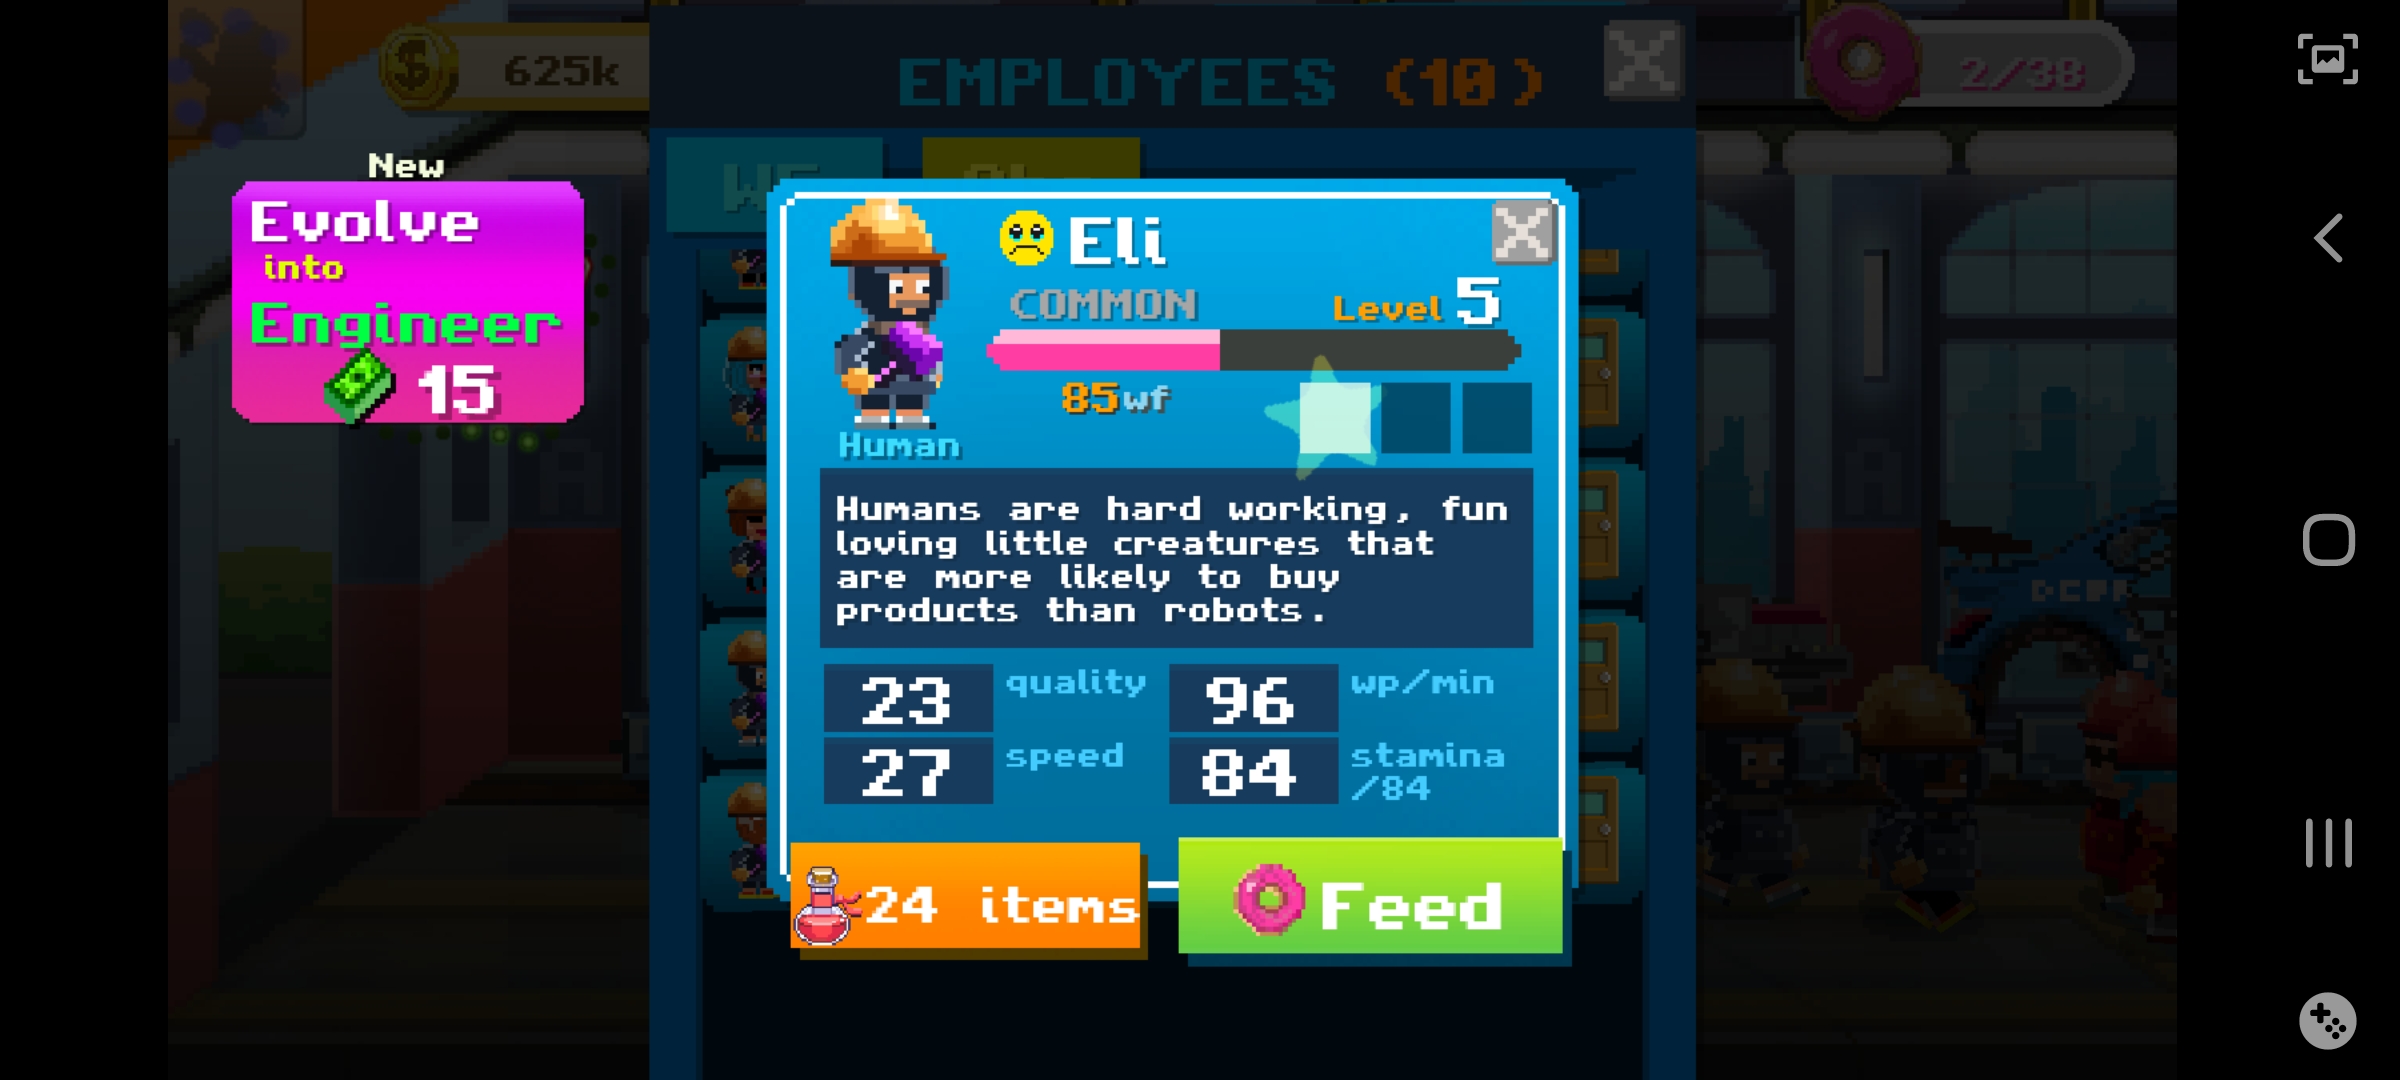 625k
EMPLOYEES (10)
2/38
New
Evolve
into
Engineer
15
Eli
COMMON
Level 5
85wf
Human
Humans are hard working, fun
loving little creatures that
are more likely to buy
products than robots.
23 quality
96 wp/min
27 speed
84 stamina
/84
24 items
Feed